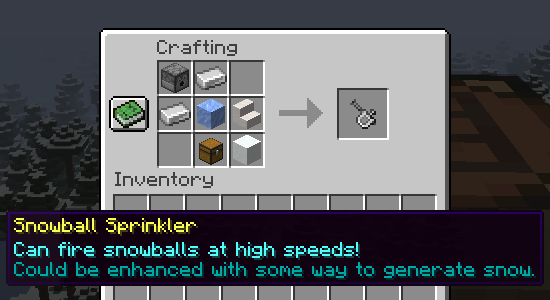 Crafting
Inventory
Snowball Sprinkler
Can fire snowballs at high speeds!
Could be enhanced with some way to generate snow.